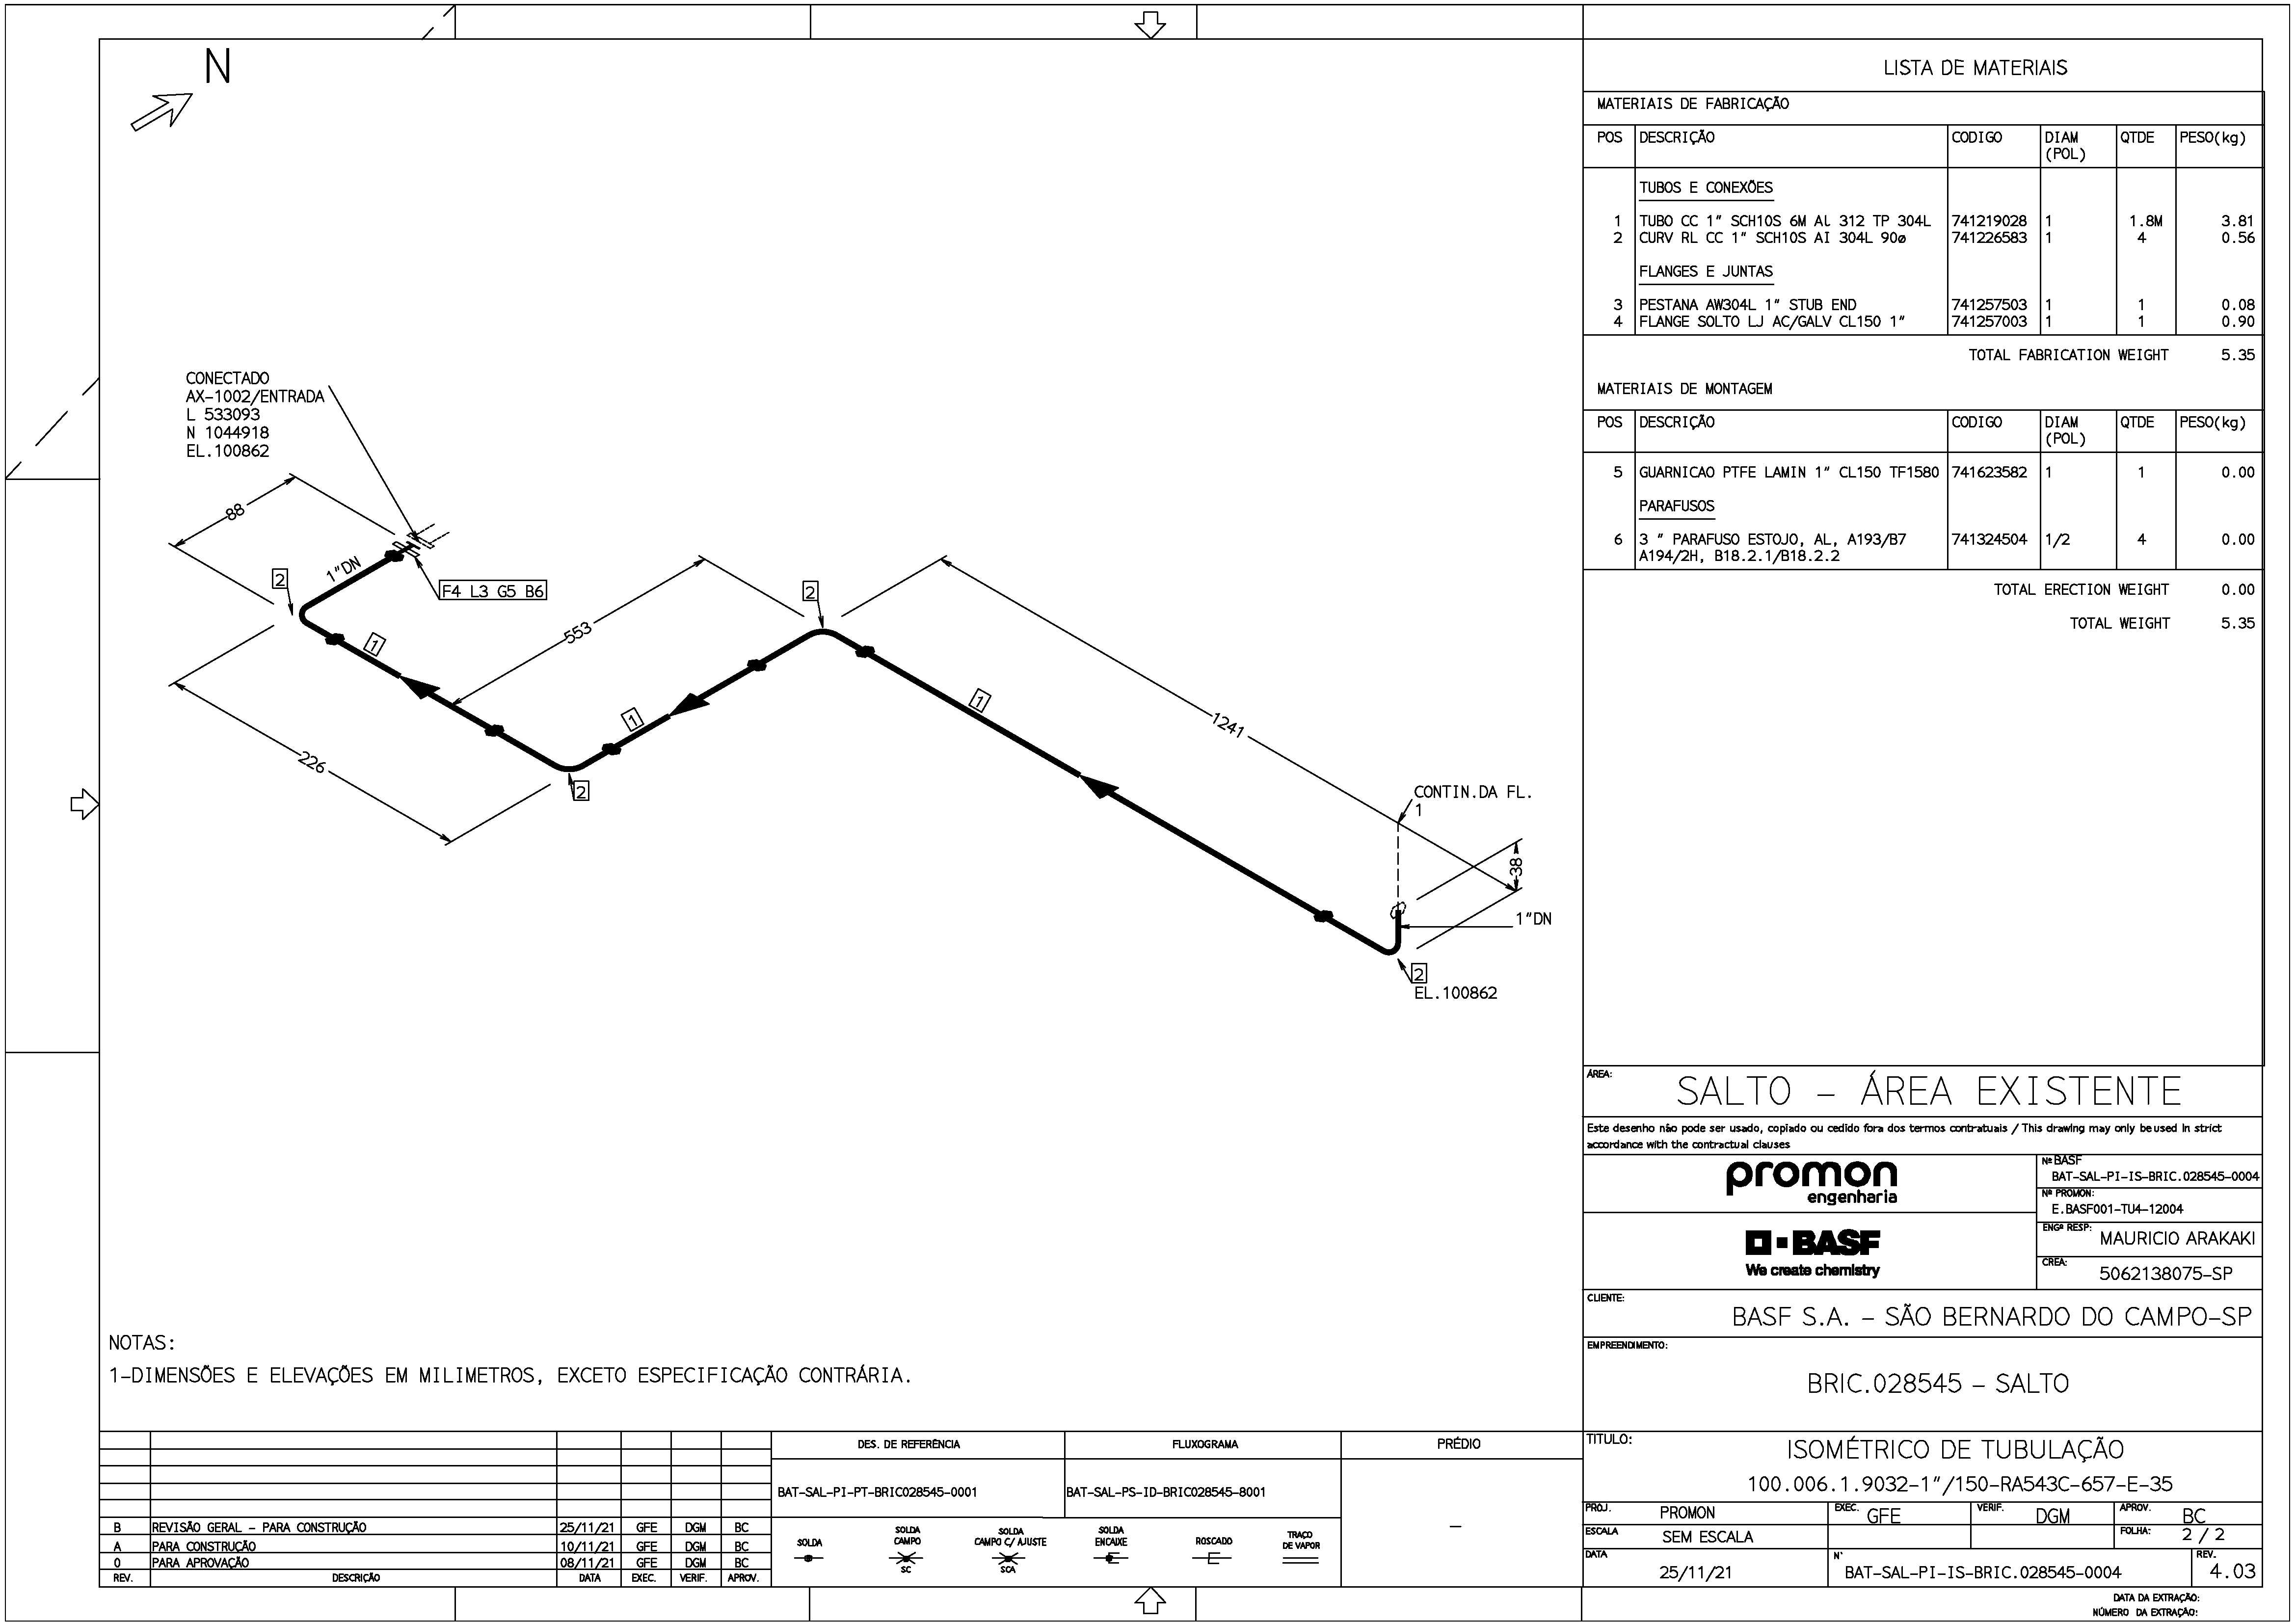 N
CONECTADO
AX-1002/ENTRADA
L 533093
N 1044918
EL.100862
88
1"DN
2
F4 L3 G5 B6
1
553
2
226
1
2
1
1241
CONTIN.DA FL.
1
38
1"DN
2
EL.100862
NOTAS:
1-DIMENSÕES E ELEVAÇÕES EM MILIMETROS, EXCETO ESPECIFICAÇÃO CONTRÁRIA.
LISTA DE MATERIAIS
MATERIAIS DE FABRICAÇÃO
POS DESCRIÇÃO CODIGO DIAM (POL) QTDE PESO(kg)
TUBOS E CONEXÕES
1 TUBO CC 1" SCH10S 6M AL 312 TP 304L 741219028 1 1.8M 3.81
2 CURV RL CC 1" SCH10S AI 304L 90ø 741226583 1 4 0.56
FLANGES E JUNTAS
3 PESTANA AW304L 1" STUB END 741257503 1 1 0.08
4 FLANGE SOLTO LJ AC/GALV CL150 1" 741257003 1 1 0.90
TOTAL FABRICATION WEIGHT 5.35
MATERIAIS DE MONTAGEM
POS DESCRIÇÃO CODIGO DIAM (POL) QTDE PESO(kg)
5 GUARNICAO PTFE LAMIN 1" CL150 TF1580 741623582 1 1 0.00
PARAFUSOS
6 3 " PARAFUSO ESTOJO, AL, A193/B7 741324504 1/2 4 0.00
A194/2H, B18.2.1/B18.2.2
TOTAL ERECTION WEIGHT 0.00
TOTAL WEIGHT 5.35
ÁREA:
SALTO - ÁREA EXISTENTE
Este desenho não pode ser usado, copiado ou cedido fora dos termos contratuais / This drawing may only be used in strict
accordance with the contractual clauses
promon
engenharia
BASF
We create chemistry
Nº BASF
BAT-SAL-PI-IS-BRIC.028545-0004
Nº PROMON:
E.BASF001-TU4-12004
ENGº RESP:
MAURICIO ARAKAKI
CREA:
5062138075-SP
CLIENTE:
BASF S.A. - SÃO BERNARDO DO CAMPO-SP
EMPREENDIMENTO:
BRIC.028545 - SALTO
TITULO:
ISOMÉTRICO DE TUBULAÇÃO
100.006.1.9032-1"/150-RA543C-657-E-35
PROJ. PROMON EXEC. GFE VERIF. DGM APROV. BC
ESCALA SEM ESCALA FOLHA: 2 / 2
DATA 25/11/21 N° BAT-SAL-PI-IS-BRIC.028545-0004 REV. 4.03
DATA DA EXTRAÇÃO:
NÚMERO DA EXTRAÇÃO:
B REVISÃO GERAL - PARA CONSTRUÇÃO 25/11/21 GFE DGM BC
A PARA CONSTRUÇÃO 10/11/21 GFE DGM BC
0 PARA APROVAÇÃO 08/11/21 GFE DGM BC
REV. DESCRIÇÃO DATA EXEC. VERIF. APROV.
DES. DE REFERÊNCIA FLUXOGRAMA PRÉDIO
BAT-SAL-PI-PT-BRIC028545-0001 BAT-SAL-PS-ID-BRIC028545-8001 -
SOLDA
SOLDA CAMPO
SC
SOLDA CAMPO C/ AJUSTE
SCA
SOLDA ENCAIXE
ROSCADO
TRAÇO DE VAPOR